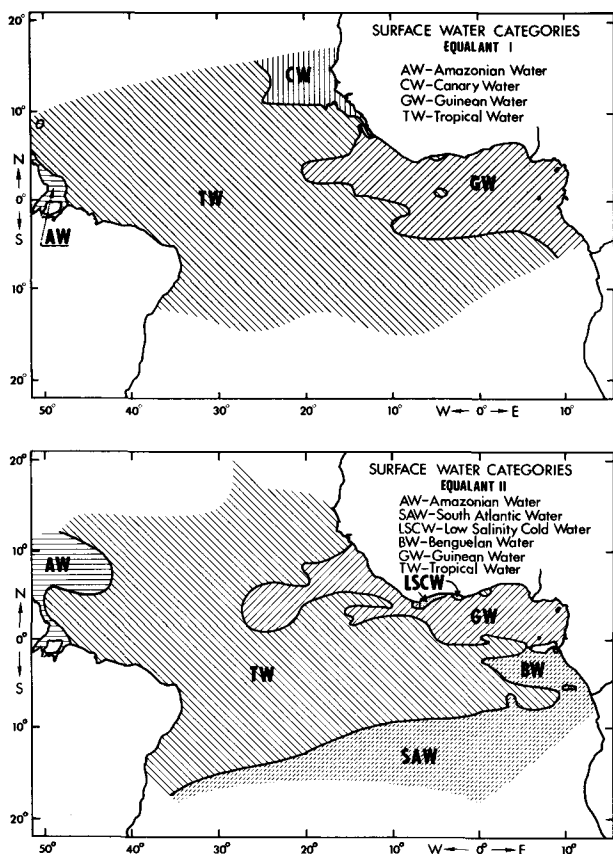 20°
SURFACE WATER CATEGORIES
EQUALANT I
AW-Amazonian Water
CW-Canary Water
GW-Guinean Water
TW-Tropical Water
CW
10°
N
0°
S
TW
GW
AW
10°
20°
50° 40° 30° 20° 10° W 0° E 10°
20°
SURFACE WATER CATEGORIES
EQUALANT II
AW-Amazonian Water
SAW-South Atlantic Water
LSCW-Low Salinity Cold Water
BW-Benguelan Water
GW-Guinean Water
TW-Tropical Water
10°
AW
LSCW
GW
N
0°
S
TW
BW
10°
SAW
20°
50° 40° 30° 20° 10° W 0° E 10°